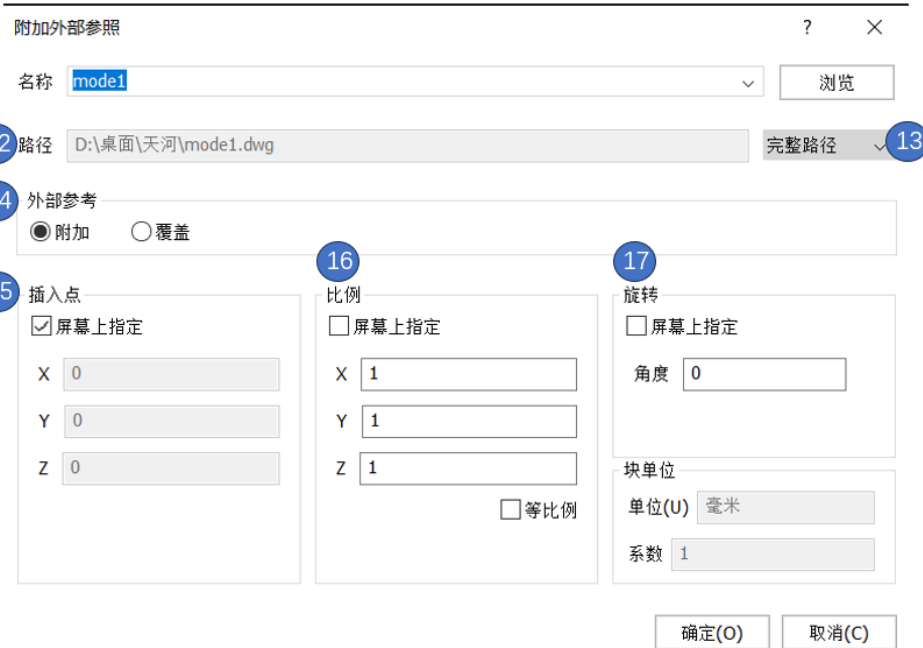 附加外部参照 ?
名称 mode1 浏览
2 路径 D:\桌面\天河\mode1.dwg 完整路径 13
4 外部参考
附加 覆盖
16 17
5 插入点 比例 旋转
屏幕上指定 屏幕上指定 屏幕上指定
X 0 X 1 角度 0
Y 0 Y 1
Z 0 Z 1 块单位
等比例 单位(U) 毫米
系数 1
确定(O) 取消(C)